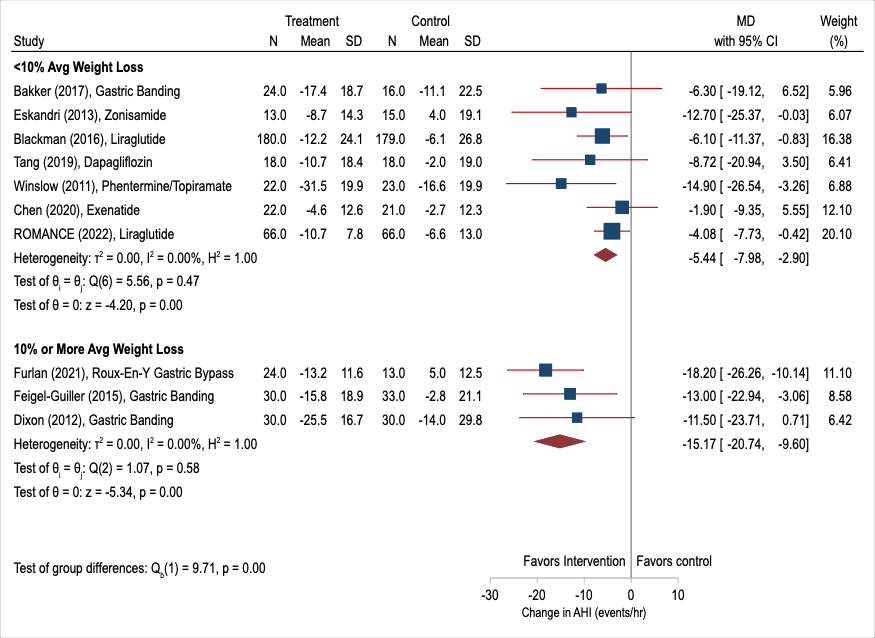 Treatment Control MD Weight
Study N Mean SD N Mean SD with 95% CI (%)
<10% Avg Weight Loss
Bakker (2017), Gastric Banding 24.0 -17.4 18.7 16.0 -11.1 22.5 -6.30 [ -19.12, 6.52] 5.96
Eskandri (2013), Zonisamide 13.0 -8.7 14.3 15.0 4.0 19.1 -12.70 [ -25.37, -0.03] 6.07
Blackman (2016), Liraglutide 180.0 -12.2 24.1 179.0 -6.1 26.8 -6.10 [ -11.37, -0.83] 16.38
Tang (2019), Dapagliflozin 18.0 -10.7 18.4 18.0 -2.0 19.0 -8.72 [ -20.94, 3.50] 6.41
Winslow (2011), Phentermine/Topiramate 22.0 -31.5 19.9 23.0 -16.6 19.9 -14.90 [ -26.54, -3.26] 6.88
Chen (2020), Exenatide 22.0 -4.6 12.6 21.0 -2.7 12.3 -1.90 [ -9.35, 5.55] 12.10
ROMANCE (2022), Liraglutide 66.0 -10.7 7.8 66.0 -6.6 13.0 -4.08 [ -7.73, -0.42] 20.10
Heterogeneity: τ² = 0.00, I² = 0.00%, H² = 1.00 -5.44 [ -7.98, -2.90]
Test of θᵢ = θⱼ: Q(6) = 5.56, p = 0.47
Test of θ = 0: z = -4.20, p = 0.00
10% or More Avg Weight Loss
Furlan (2021), Roux-En-Y Gastric Bypass 24.0 -13.2 11.6 13.0 5.0 12.5 -18.20 [ -26.26, -10.14] 11.10
Feigel-Guiller (2015), Gastric Banding 30.0 -15.8 18.9 33.0 -2.8 21.1 -13.00 [ -22.94, -3.06] 8.58
Dixon (2012), Gastric Banding 30.0 -25.5 16.7 30.0 -14.0 29.8 -11.50 [ -23.71, 0.71] 6.42
Heterogeneity: τ² = 0.00, I² = 0.00%, H² = 1.00 -15.17 [ -20.74, -9.60]
Test of θᵢ = θⱼ: Q(2) = 1.07, p = 0.58
Test of θ = 0: z = -5.34, p = 0.00
Favors Intervention Favors control
Test of group differences: Q_b(1) = 9.71, p = 0.00
-30 -20 -10 0 10
Change in AHI (events/hr)